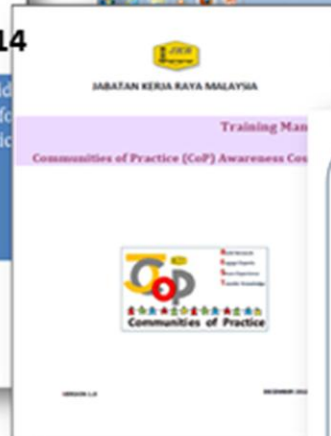 14
JKR
JABATAN KERJA RAYA MALAYSIA
Training Man
Communities of Practice (CoP) Awareness Cou
CoP
Communities of Practice
VERSION 1.0
DECEMBER